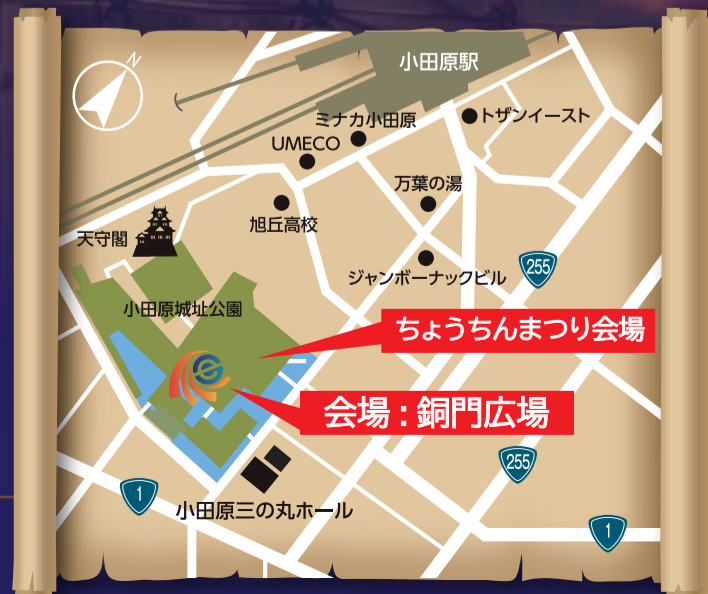 N
小田原駅
トザンイースト
ミナカ小田原
UMECO
万葉の湯
旭丘高校
天守閣
255
ジャンボーナックビル
小田原城址公園
ちょうちんまつり会場
会場：銅門広場
255
1
小田原三の丸ホール
1